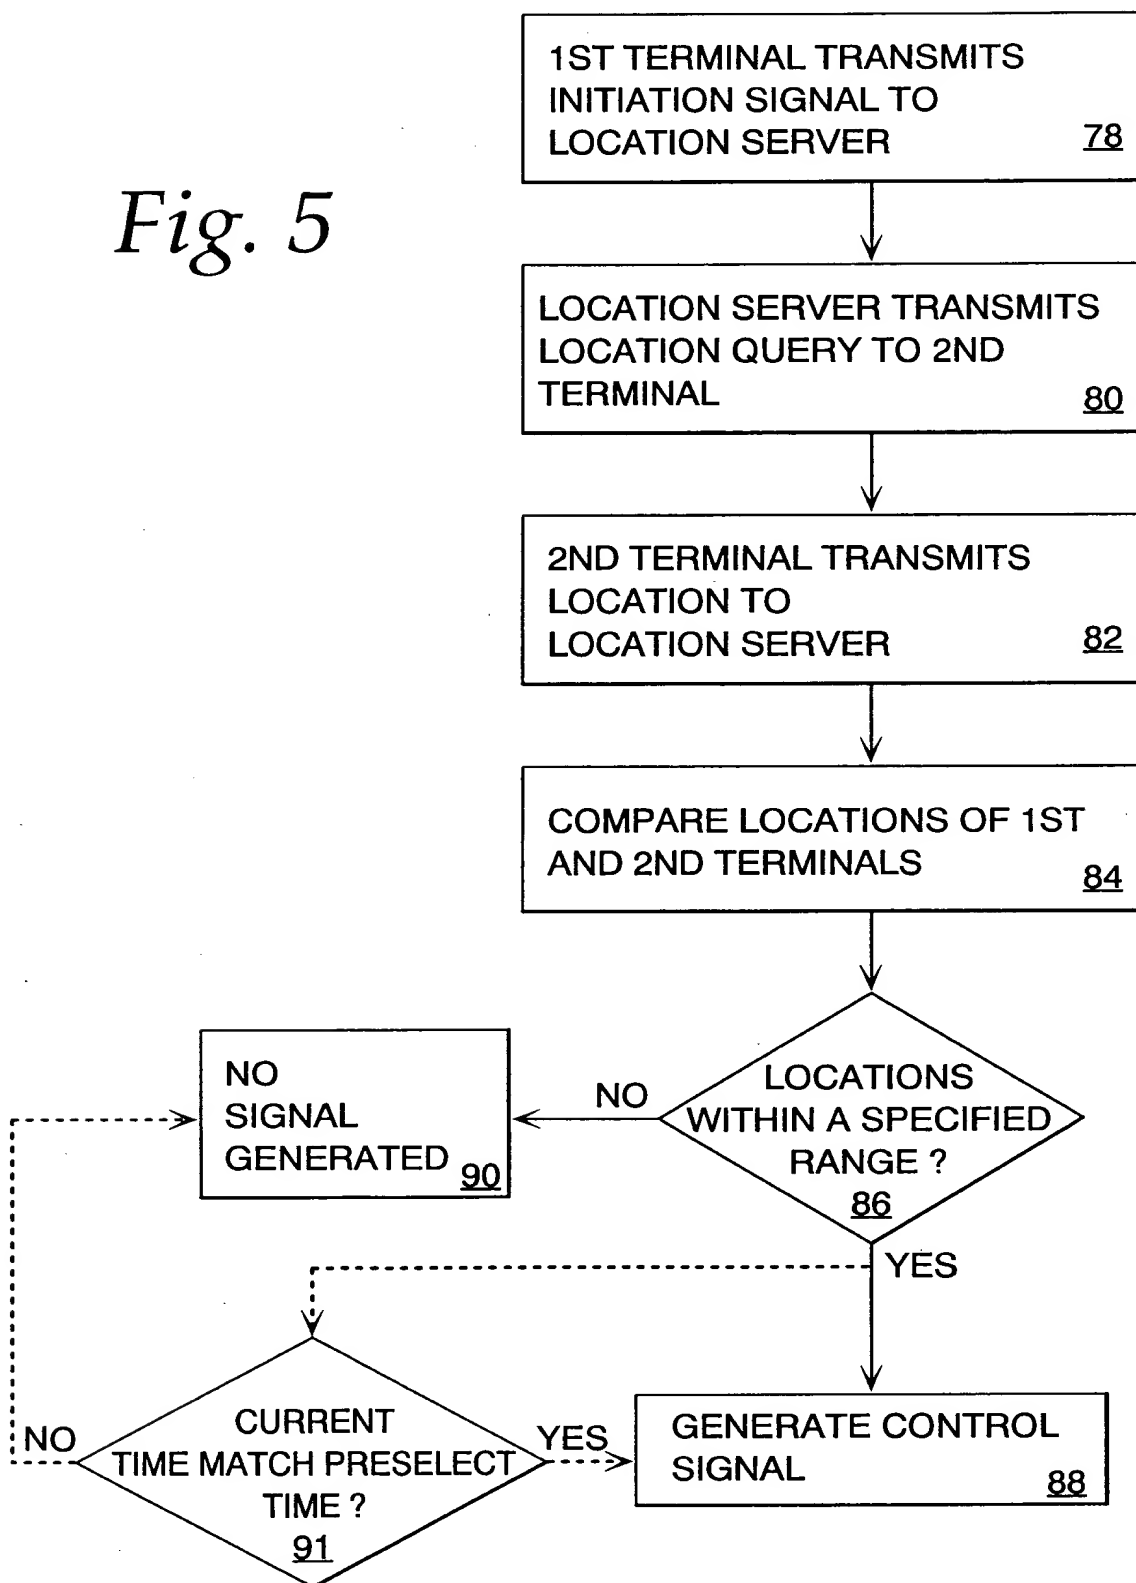 Fig. 5
1ST TERMINAL TRANSMITS
INITIATION SIGNAL TO
LOCATION SERVER
78
LOCATION SERVER TRANSMITS
LOCATION QUERY TO 2ND
TERMINAL
80
2ND TERMINAL TRANSMITS
LOCATION TO
LOCATION SERVER
82
COMPARE LOCATIONS OF 1ST
AND 2ND TERMINALS
84
LOCATIONS
WITHIN A SPECIFIED
RANGE ?
86
NO
NO
SIGNAL
GENERATED
90
YES
CURRENT
TIME MATCH PRESELECT
TIME ?
91
NO
YES
GENERATE CONTROL
SIGNAL
88